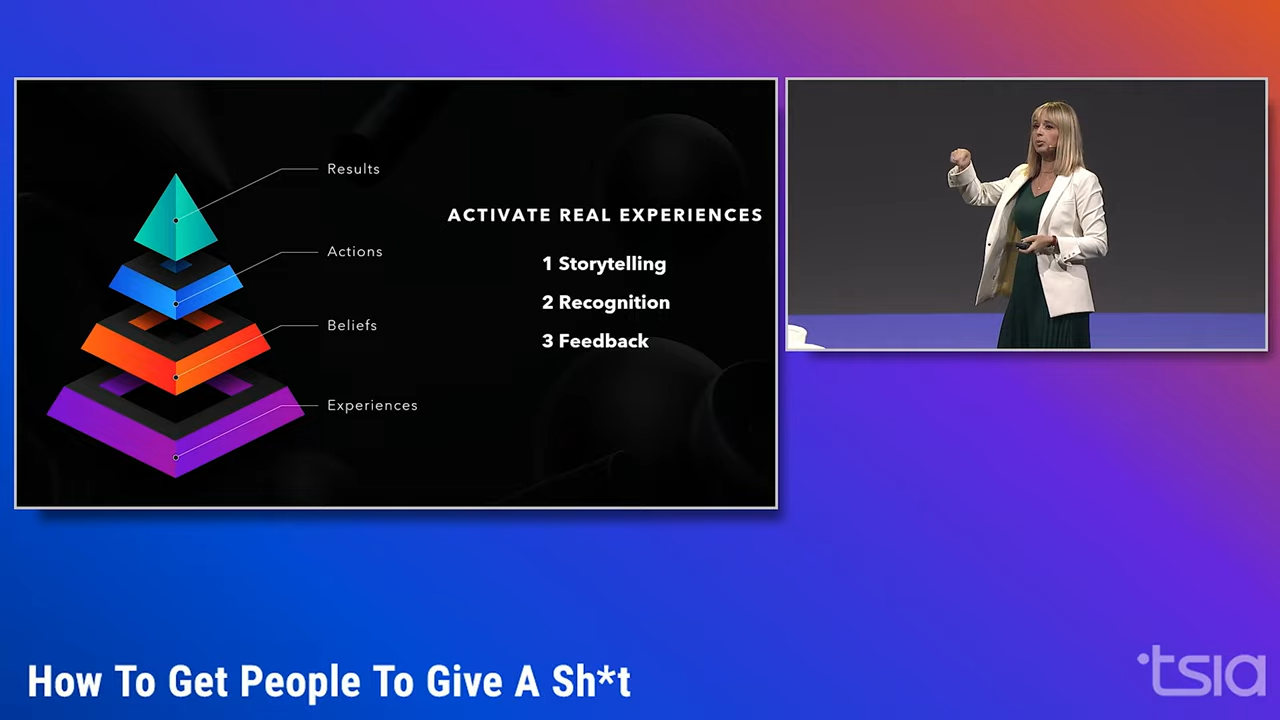 Results
Actions
Beliefs
Experiences
ACTIVATE REAL EXPERIENCES
1 Storytelling
2 Recognition
3 Feedback
How To Get People To Give A Sh*t
tsia